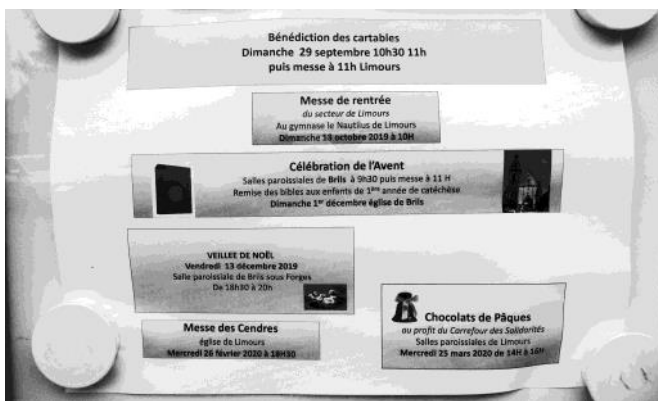 Bénédiction des cartables
Dimanche 29 septembre 10h30 11h
puis messe à 11h Limours
Messe de rentrée
du secteur de Limours
Au gymnase le Nautilus de Limours
Dimanche 13 octobre 2019 à 10H
Célébration de l'Avent
Salles paroissiales de Briis à 9h30 puis messe à 11 H
Remise des bibles aux enfants de 1ère année de catéchèse
Dimanche 1er décembre église de Briis
VEILLEE DE NOËL
Vendredi 13 décembre 2019
Salle paroissiale de Briis sous Forges
De 18h30 à 20h
Messe des Cendres
église de Limours
Mercredi 26 février 2020 à 18H30
Chocolats de Pâques
au profit du Carrefour des Solidarités
Salles paroissiales de Limours
Mercredi 25 mars 2020 de 14H à 16H